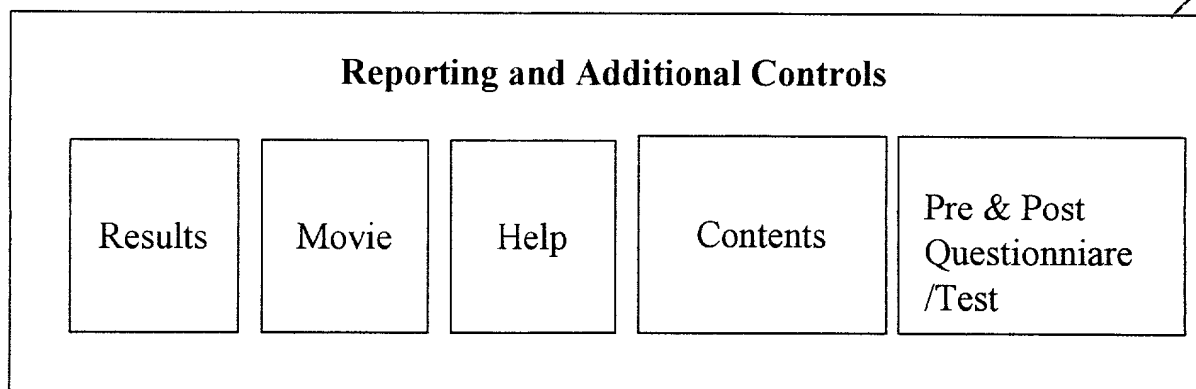 Reporting and Additional Controls
Results
Movie
Help
Contents
Pre & Post
Questionniare
/Test